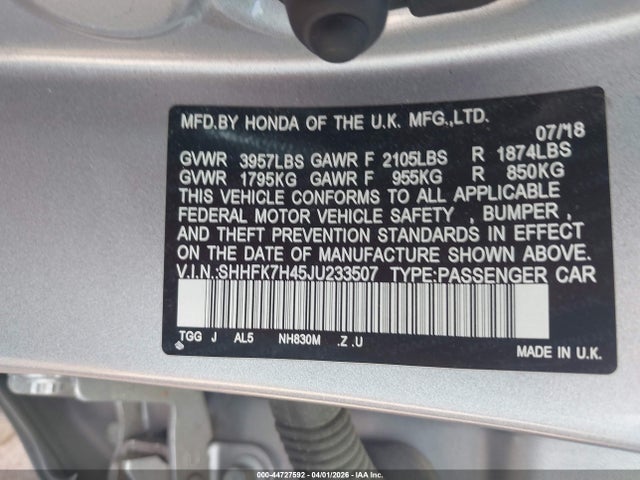 MFD.BY HONDA OF THE U.K. MFG.,LTD.
07/18
GVWR 3957LBS GAWR F 2105LBS R 1874LBS
GVWR 1795KG GAWR F 955KG R 850KG
THIS VEHICLE CONFORMS TO ALL APPLICABLE
FEDERAL MOTOR VEHICLE SAFETY , BUMPER ,
AND THEFT PREVENTION STANDARDS IN EFFECT
ON THE DATE OF MANUFACTURE SHOWN ABOVE.
V.I.N.:SHHFK7H45JU233507 TYPE:PASSENGER CAR
TGG J AL5 NH830M .Z .U
MADE IN U.K.
000-44727592 - 04/01/2026 - IAA Inc.